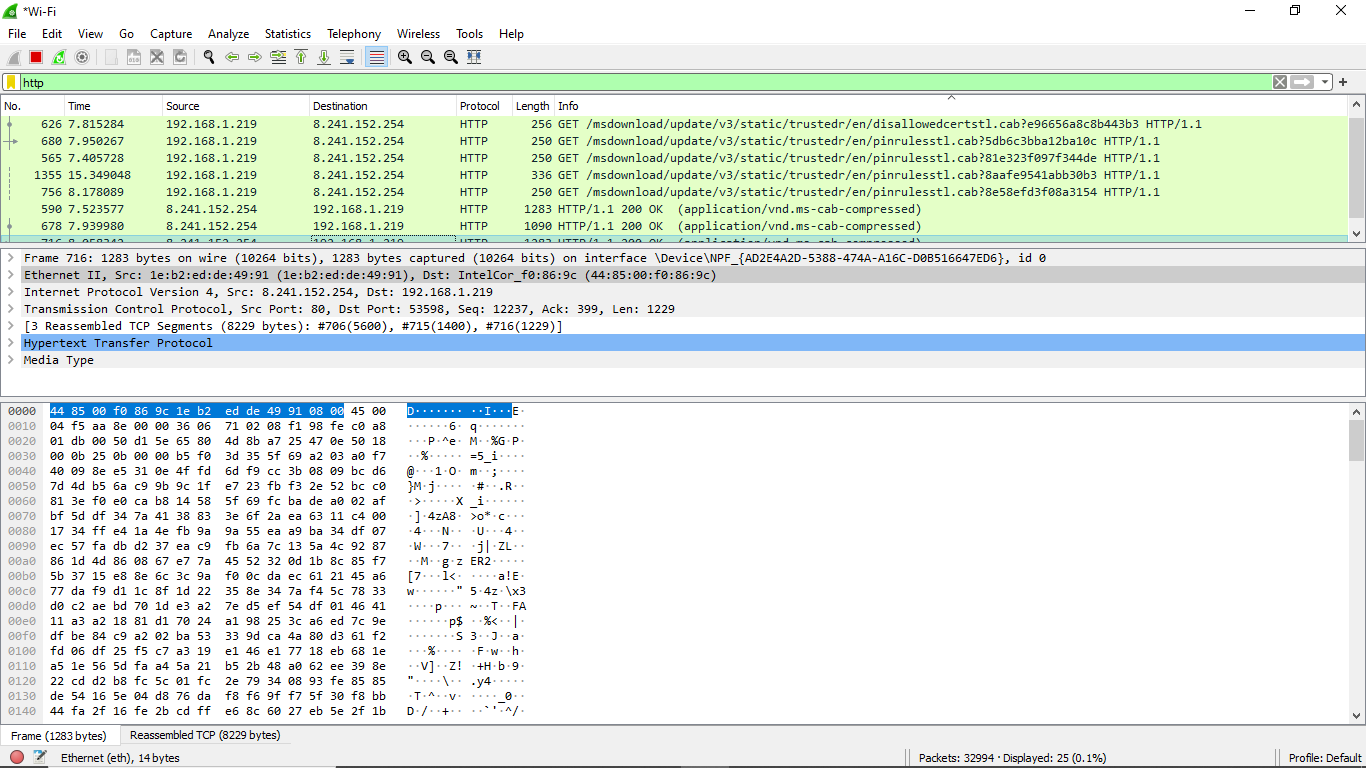 *Wi-Fi
File Edit View Go Capture Analyze Statistics Telephony Wireless Tools Help
http
No. Time Source Destination Protocol Length Info
626 7.815284 192.168.1.219 8.241.152.254 HTTP 256 GET /msdownload/update/v3/static/trustedr/en/disallowedcertstl.cab?e96656a8c8b443b3 HTTP/1.1
680 7.950267 192.168.1.219 8.241.152.254 HTTP 250 GET /msdownload/update/v3/static/trustedr/en/pinrulesstl.cab?5db6c3bba12ba10c HTTP/1.1
565 7.405728 192.168.1.219 8.241.152.254 HTTP 250 GET /msdownload/update/v3/static/trustedr/en/pinrulesstl.cab?81e323f097f344de HTTP/1.1
1355 15.349048 192.168.1.219 8.241.152.254 HTTP 336 GET /msdownload/update/v3/static/trustedr/en/pinrulesstl.cab?8aafe9541abb30b3 HTTP/1.1
756 8.178089 192.168.1.219 8.241.152.254 HTTP 250 GET /msdownload/update/v3/static/trustedr/en/pinrulesstl.cab?8e58efd3f08a3154 HTTP/1.1
590 7.523577 8.241.152.254 192.168.1.219 HTTP 1283 HTTP/1.1 200 OK (application/vnd.ms-cab-compressed)
678 7.939980 8.241.152.254 192.168.1.219 HTTP 1090 HTTP/1.1 200 OK (application/vnd.ms-cab-compressed)
Frame 716: 1283 bytes on wire (10264 bits), 1283 bytes captured (10264 bits) on interface \Device\NPF_{AD2E4A2D-5388-474A-A16C-D0B516647ED6}, id 0
Ethernet II, Src: 1e:b2:ed:de:49:91 (1e:b2:ed:de:49:91), Dst: IntelCor_f0:86:9c (44:85:00:f0:86:9c)
Internet Protocol Version 4, Src: 8.241.152.254, Dst: 192.168.1.219
Transmission Control Protocol, Src Port: 80, Dst Port: 53598, Seq: 12237, Ack: 399, Len: 1229
[3 Reassembled TCP Segments (8229 bytes): #706(5600), #715(1400), #716(1229)]
Hypertext Transfer Protocol
Media Type
0000 44 85 00 f0 86 9c 1e b2 ed de 49 91 08 00 45 00 D······· ··I···E·
0010 04 f5 aa 8e 00 00 36 06 71 02 08 f1 98 fe c0 a8 ······6· q·······
0020 01 db 00 50 d1 5e 65 80 4d 8b a7 25 47 0e 50 18 ···P·^e· M··%G·P·
0030 00 0b 25 0b 00 00 b5 f0 3d 35 5f 69 a2 03 a0 f7 ··%····· =5_i····
0040 40 09 8e e5 31 0e 4f fd 6d f9 cc 3b 08 09 bc d6 @···1·O· m··;····
0050 7d 4d b5 6a c9 9b 9c 1f e7 23 fb f3 2e 52 bc c0 }M·j···· ·#··.R··
0060 81 3e f0 e0 ca b8 14 58 5f 69 fc ba de a0 02 af ·>·····X _i······
0070 bf 5d df 34 7a 41 38 83 3e 6f 2a ea 63 11 c4 00 ·]·4zA8· >o*·c···
0080 17 34 ff e4 1a 4e fb 9a 9a 55 ea a9 ba 34 df 07 ·4···N·· ·U···4··
0090 ec 57 fa db d2 37 ea c9 fb 6a 7c 13 5a 4c 92 87 ·W···7·· ·j|·ZL··
00a0 86 1d 4d 86 08 67 e7 7a 45 52 32 0d 1b 8c 85 f7 ··M··g·z ER2·····
00b0 5b 37 15 e8 8e 6c 3c 9a f0 0c da ec 61 21 45 a6 [7···l<· ····a!E·
00c0 77 da f9 d1 1c 8f 1d 22 35 8e 34 7a f4 5c 78 33 w······" 5·4z·\x3
00d0 d0 c2 ae bd 70 1d e3 a2 7e d5 ef 54 df 01 46 41 ····p··· ~··T··FA
00e0 11 a3 a2 18 81 d1 70 24 a1 98 25 3c a6 ed 7c 9e ······p$ ··%<··|·
00f0 df be 84 c9 a2 02 ba 53 33 9d ca 4a 80 d3 61 f2 ·······S 3··J··a·
0100 fd 06 df 25 f5 c7 a3 19 e1 46 e1 77 18 eb 68 1e ···%···· ·F·w··h·
0110 a5 1e 56 5d fa a4 5a 21 b5 2b 48 a0 62 ee 39 8e ··V]··Z! ·+H·b·9·
0120 22 cd d2 b8 fc 5c 01 fc 2e 79 34 08 93 fe 85 85 "····\·· .y4·····
0130 de 54 16 5e 04 d8 76 da f8 f6 9f f7 5f 30 f8 bb ·T·^··v· ····_0··
0140 44 fa 2f 16 fe 2b cd ff e6 8c 60 27 eb 5e 2f 1b D·/··+·· ··`'·^/·
Frame (1283 bytes) Reassembled TCP (8229 bytes)
Ethernet (eth), 14 bytes Packets: 32994 · Displayed: 25 (0.1%) Profile: Default